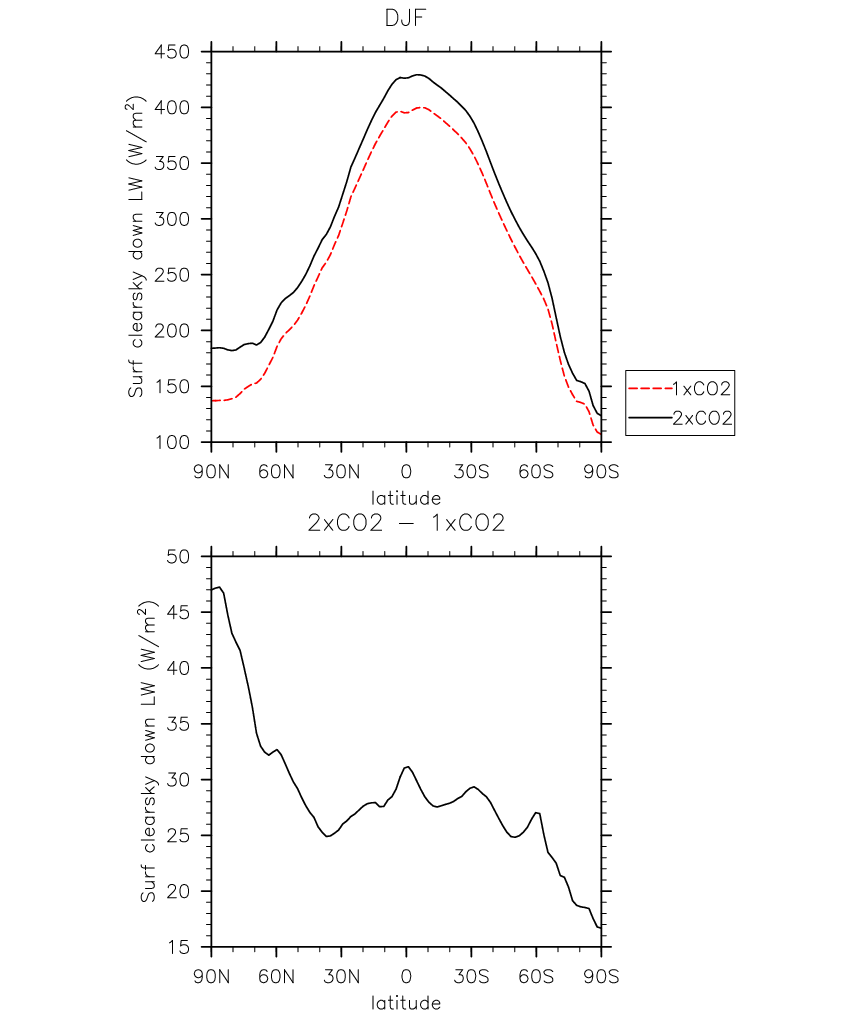 DJF
Surf clearsky down LW (W/m²)
450
400
350
300
250
200
150
100
90N 60N 30N 0 30S 60S 90S
latitude
1xCO2
2xCO2
2xCO2 − 1xCO2
Surf clearsky down LW (W/m²)
50
45
40
35
30
25
20
15
90N 60N 30N 0 30S 60S 90S
latitude